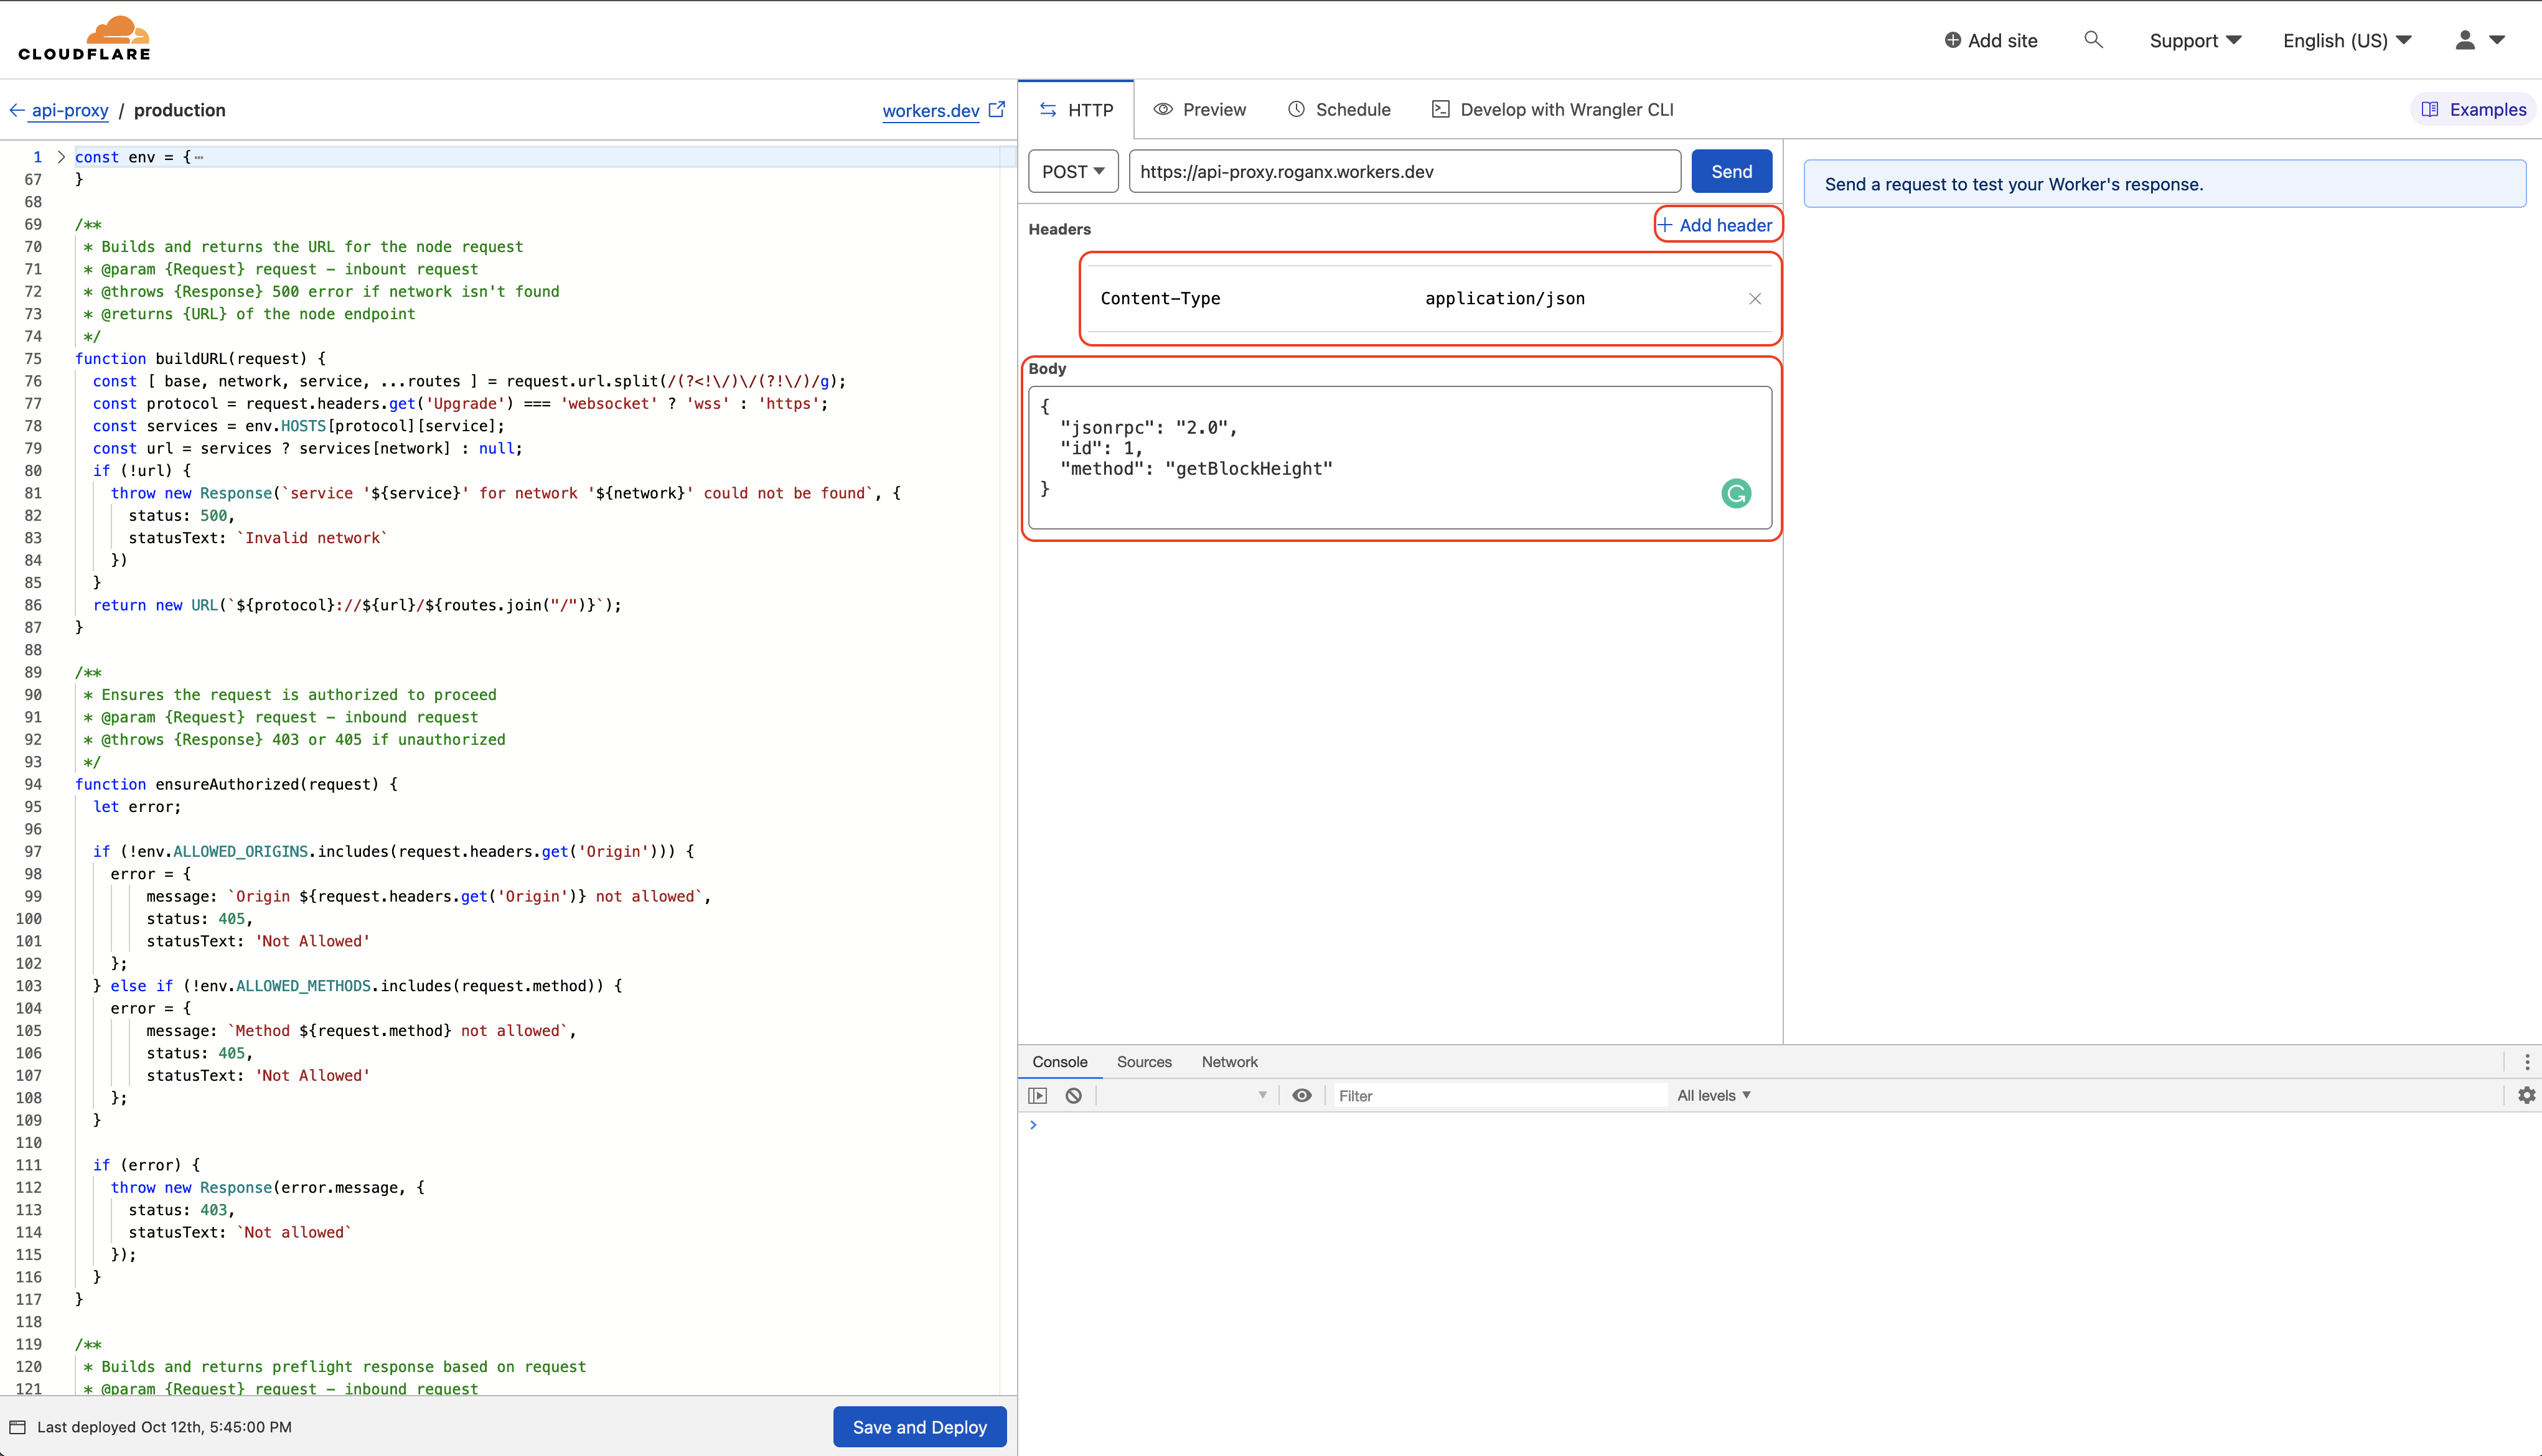 CLOUDFLARE
Add site
Support
English (US)
api-proxy / production
workers.dev
HTTP
Preview
Schedule
Develop with Wrangler CLI
Examples
1 const env = {⋯
67 }
68
69 /**
70 * Builds and returns the URL for the node request
71 * @param {Request} request - inbount request
72 * @throws {Response} 500 error if network isn't found
73 * @returns {URL} of the node endpoint
74 */
75 function buildURL(request) {
76 const [ base, network, service, ...routes ] = request.url.split(/(?<!\/)\/(?!\/)/g);
77 const protocol = request.headers.get('Upgrade') === 'websocket' ? 'wss' : 'https';
78 const services = env.HOSTS[protocol][service];
79 const url = services ? services[network] : null;
80 if (!url) {
81 throw new Response(`service '${service}' for network '${network}' could not be found`, {
82 status: 500,
83 statusText: `Invalid network`
84 })
85 }
86 return new URL(`${protocol}://${url}/${routes.join("/")}`);
87 }
88
89 /**
90 * Ensures the request is authorized to proceed
91 * @param {Request} request - inbound request
92 * @throws {Response} 403 or 405 if unauthorized
93 */
94 function ensureAuthorized(request) {
95 let error;
96
97 if (!env.ALLOWED_ORIGINS.includes(request.headers.get('Origin'))) {
98 error = {
99 message: `Origin ${request.headers.get('Origin')} not allowed`,
100 status: 405,
101 statusText: 'Not Allowed'
102 };
103 } else if (!env.ALLOWED_METHODS.includes(request.method)) {
104 error = {
105 message: `Method ${request.method} not allowed`,
106 status: 405,
107 statusText: 'Not Allowed'
108 };
109 }
110
111 if (error) {
112 throw new Response(error.message, {
113 status: 403,
114 statusText: `Not allowed`
115 });
116 }
117 }
118
119 /**
120 * Builds and returns preflight response based on request
121 * @param {Request} request - inbound request
Last deployed Oct 12th, 5:45:00 PM
Save and Deploy
POST
https://api-proxy.roganx.workers.dev
Send
Headers
+ Add header
Content-Type application/json
Body
{
"jsonrpc": "2.0",
"id": 1,
"method": "getBlockHeight"
}
Send a request to test your Worker's response.
Console
Sources
Network
Filter
All levels